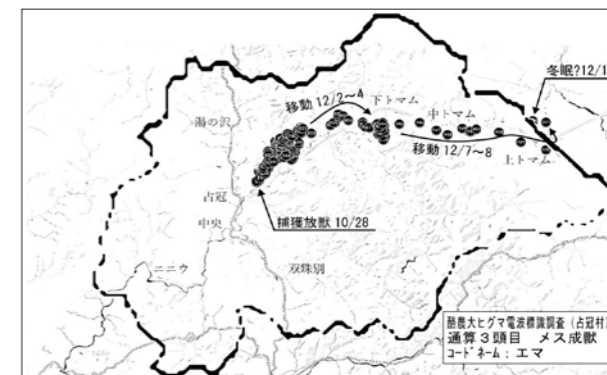 冬眠?12/1
移動 12/2～4
下トマム
中トマム
湯の沢
移動 12/7～8
上トマム
占冠
中央
捕獲放獣 10/28
ニニウ
双珠別
酪農大ヒグマ電波標識調査（占冠村）
通算３頭目　メス成獣
コードネーム：エマ